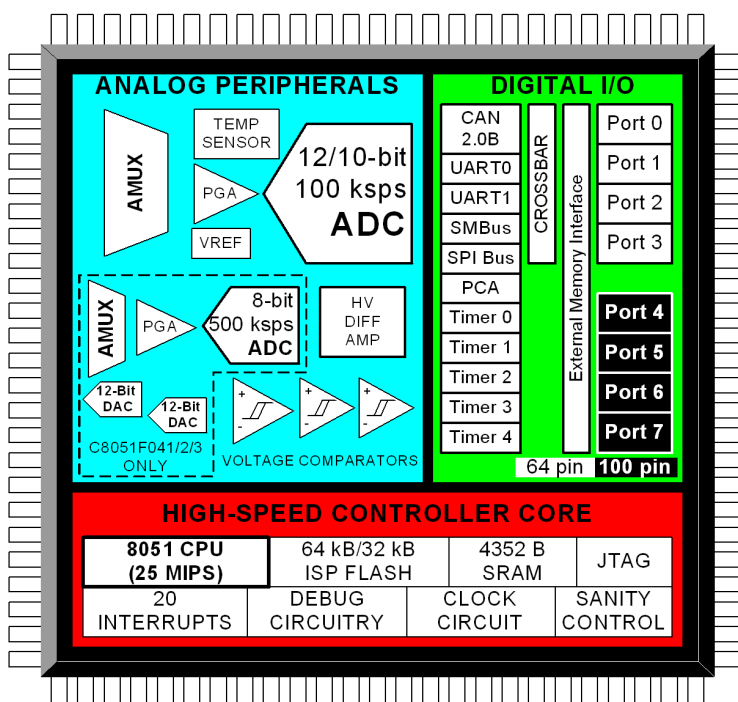 ANALOG PERIPHERALS
AMUX
TEMP
SENSOR
PGA
VREF
12/10-bit
100 ksps
ADC
AMUX
PGA
8-bit
500 ksps
ADC
HV
DIFF
AMP
12-Bit
DAC
12-Bit
DAC
+
-
+
-
+
-
C8051F041/2/3
ONLY
VOLTAGE COMPARATORS
DIGITAL I/O
CAN
2.0B
UART0
UART1
SMBus
SPI Bus
PCA
Timer 0
Timer 1
Timer 2
Timer 3
Timer 4
CROSSBAR
External Memory Interface
Port 0
Port 1
Port 2
Port 3
Port 4
Port 5
Port 6
Port 7
64 pin 100 pin
HIGH-SPEED CONTROLLER CORE
8051 CPU
(25 MIPS)
64 kB/32 kB
ISP FLASH
4352 B
SRAM
JTAG
20
INTERRUPTS
DEBUG
CIRCUITRY
CLOCK
CIRCUIT
SANITY
CONTROL